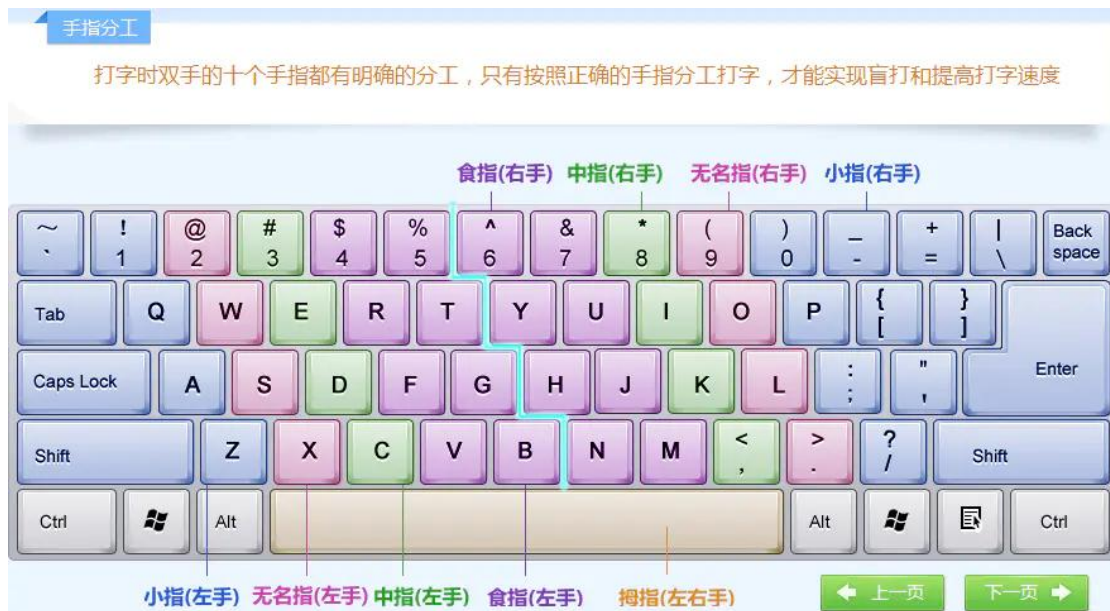 手指分工
打字时双手的十个手指都有明确的分工，只有按照正确的手指分工打字，才能实现盲打和提高打字速度
食指(右手) 中指(右手) 无名指(右手) 小指(右手)
~ ! @ # $ % ^ & * ( ) _ + | Back
` 1 2 3 4 5 6 7 8 9 0 - = \ space
Tab Q W E R T Y U I O P { [ } ]
Caps Lock A S D F G H J K L : ; " ' Enter
Shift Z X C V B N M < , > . ? / Shift
Ctrl Alt Alt Ctrl
小指(左手) 无名指(左手) 中指(左手) 食指(左手) 拇指(左右手)
上一页 下一页